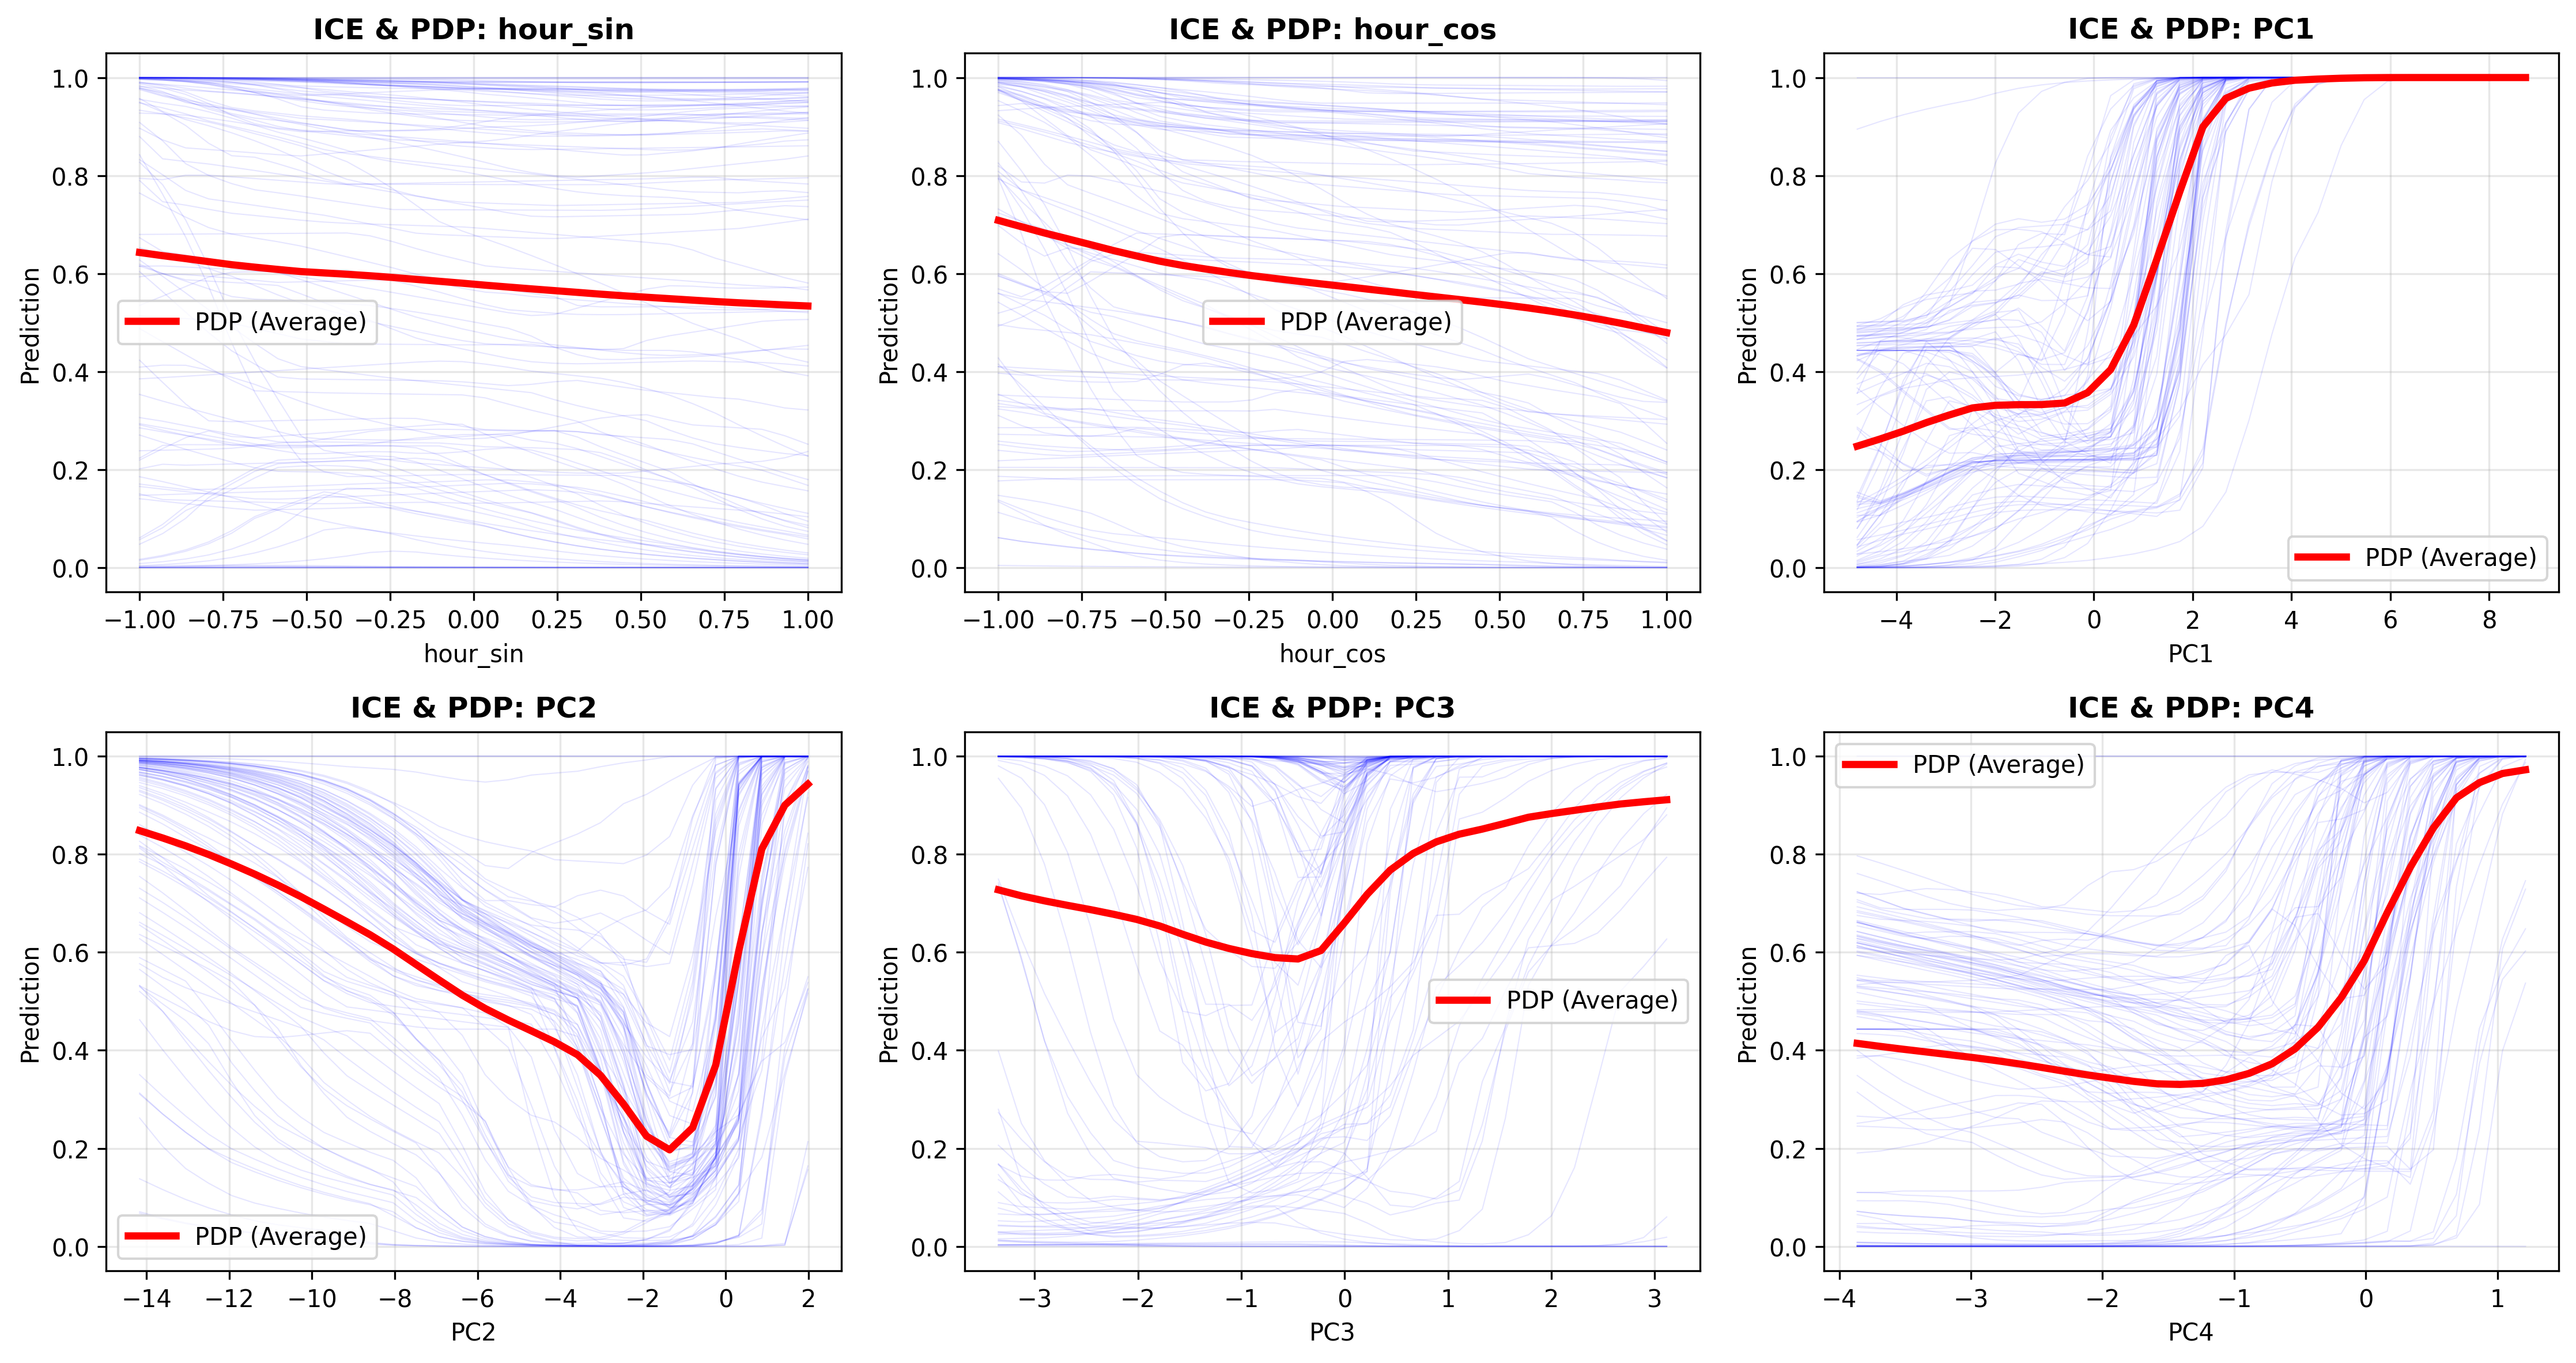 ICE & PDP: hour_sin
1.0
0.8
0.6
0.4
0.2
0.0
Prediction
PDP (Average)
−1.00 −0.75 −0.50 −0.25 0.00 0.25 0.50 0.75 1.00
hour_sin
ICE & PDP: hour_cos
1.0
0.8
0.6
0.4
0.2
0.0
Prediction
PDP (Average)
−1.00 −0.75 −0.50 −0.25 0.00 0.25 0.50 0.75 1.00
hour_cos
ICE & PDP: PC1
1.0
0.8
0.6
0.4
0.2
0.0
Prediction
PDP (Average)
−4 −2 0 2 4 6 8
PC1
ICE & PDP: PC2
1.0
0.8
0.6
0.4
0.2
0.0
Prediction
PDP (Average)
−14 −12 −10 −8 −6 −4 −2 0 2
PC2
ICE & PDP: PC3
1.0
0.8
0.6
0.4
0.2
0.0
Prediction
PDP (Average)
−3 −2 −1 0 1 2 3
PC3
ICE & PDP: PC4
PDP (Average)
1.0
0.8
0.6
0.4
0.2
0.0
Prediction
−4 −3 −2 −1 0 1
PC4